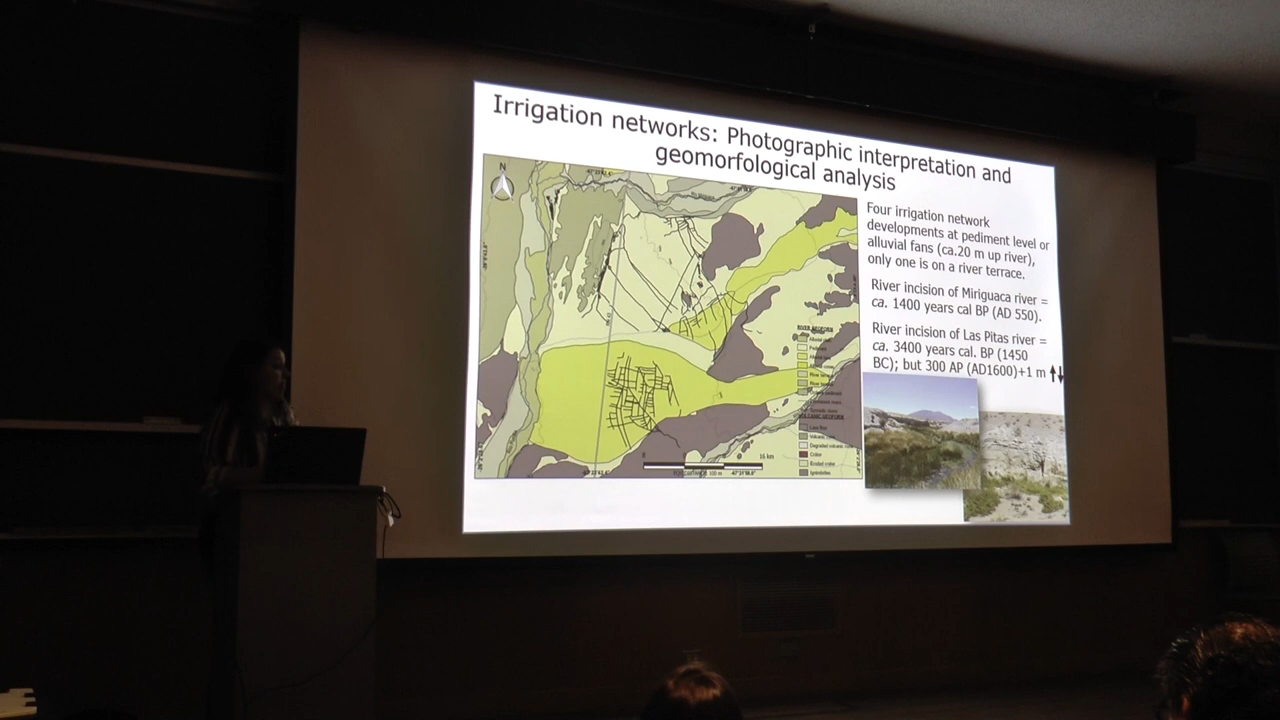 Irrigation networks: Photographic interpretation and
geomorfological analysis
N
Four irrigation network
developments at pediment level or
alluvial fans (ca.20 m up river),
only one is on a river terrace.
River incision of Miriguaca river =
ca. 1400 years cal BP (AD 550).
River incision of Las Pitas river =
ca. 3400 years cal. BP (1450
BC); but 300 AP (AD1600)+1 m
16 km